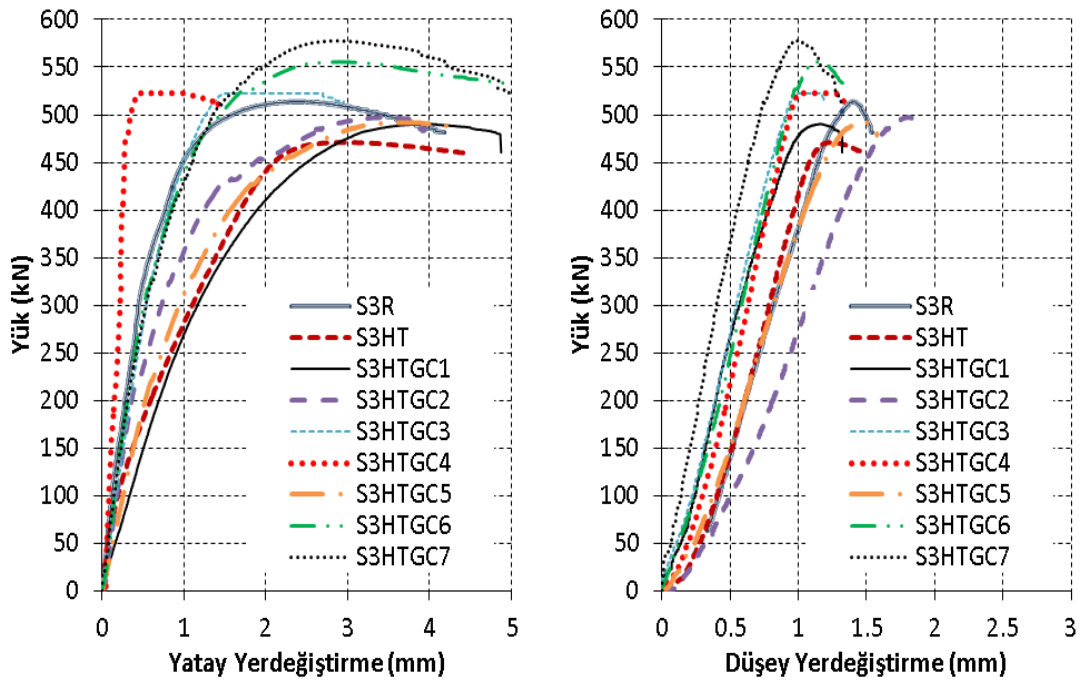 600
550
500
450
400
350
300
250
200
150
100
50
0
Yük (kN)
S3R
S3HT
S3HTGC1
S3HTGC2
S3HTGC3
S3HTGC4
S3HTGC5
S3HTGC6
S3HTGC7
0 1 2 3 4 5
Yatay Yerdeğiştirme (mm)
600
550
500
450
400
350
300
250
200
150
100
50
0
Yük (kN)
S3R
S3HT
S3HTGC1
S3HTGC2
S3HTGC3
S3HTGC4
S3HTGC5
S3HTGC6
S3HTGC7
0 0.5 1 1.5 2 2.5 3
Düşey Yerdeğiştirme (mm)